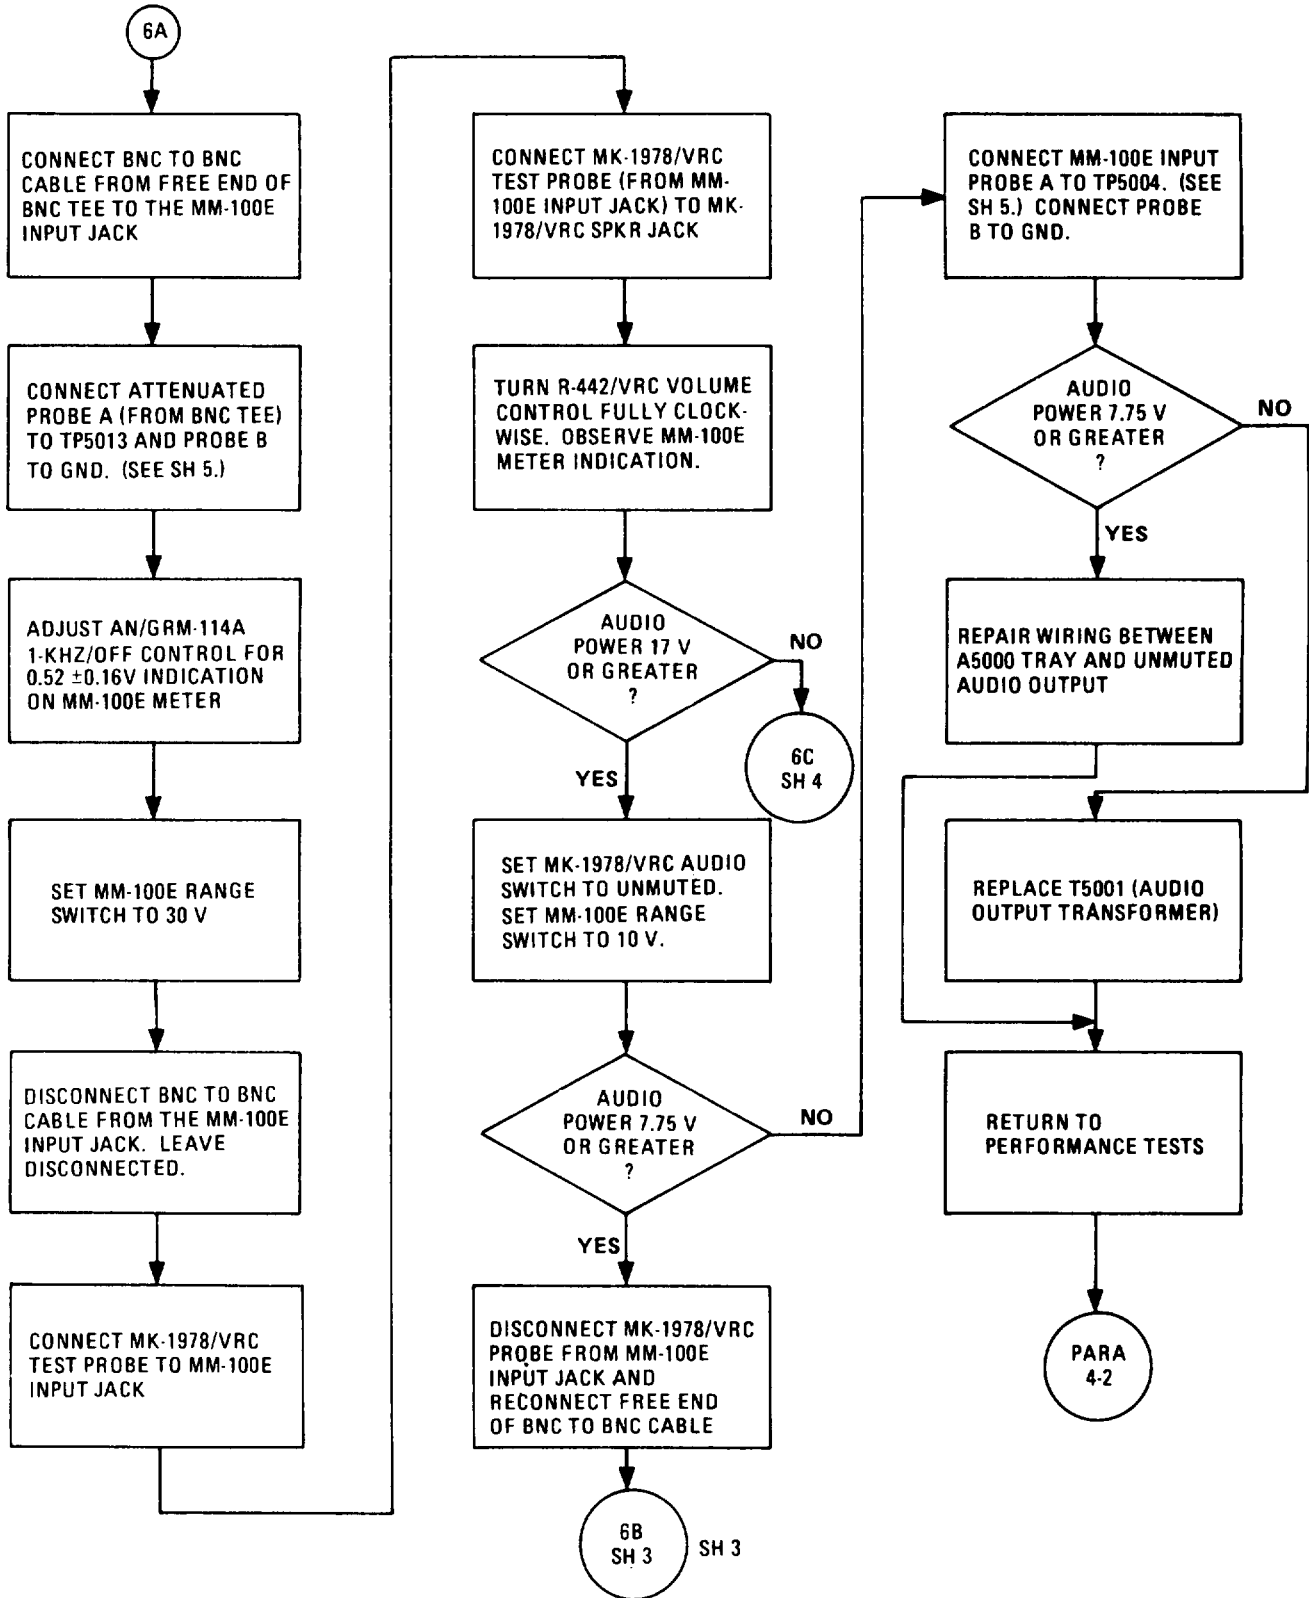 6A
CONNECT BNC TO BNC
CABLE FROM FREE END OF
BNC TEE TO THE MM-100E
INPUT JACK
CONNECT ATTENUATED
PROBE A (FROM BNC TEE)
TO TP5013 AND PROBE B
TO GND. (SEE SH 5.)
ADJUST AN/GRM-114A
1-KHZ/OFF CONTROL FOR
0.52 ±0.16V INDICATION
ON MM-100E METER
SET MM-100E RANGE
SWITCH TO 30 V
DISCONNECT BNC TO BNC
CABLE FROM THE MM-100E
INPUT JACK. LEAVE
DISCONNECTED.
CONNECT MK-1978/VRC
TEST PROBE TO MM-100E
INPUT JACK
CONNECT MK-1978/VRC
TEST PROBE (FROM MM-
100E INPUT JACK) TO MK-
1978/VRC SPKR JACK
TURN R-442/VRC VOLUME
CONTROL FULLY CLOCK-
WISE. OBSERVE MM-100E
METER INDICATION.
AUDIO
POWER 17 V
OR GREATER
?
NO
6C
SH 4
YES
SET MK-1978/VRC AUDIO
SWITCH TO UNMUTED.
SET MM-100E RANGE
SWITCH TO 10 V.
AUDIO
POWER 7.75 V
OR GREATER
?
NO
YES
DISCONNECT MK-1978/VRC
PROBE FROM MM-100E
INPUT JACK AND
RECONNECT FREE END
OF BNC TO BNC CABLE
6B
SH 3
SH 3
CONNECT MM-100E INPUT
PROBE A TO TP5004. (SEE
SH 5.) CONNECT PROBE
B TO GND.
AUDIO
POWER 7.75 V
OR GREATER
?
NO
YES
REPAIR WIRING BETWEEN
A5000 TRAY AND UNMUTED
AUDIO OUTPUT
REPLACE T5001 (AUDIO
OUTPUT TRANSFORMER)
RETURN TO
PERFORMANCE TESTS
PARA
4-2